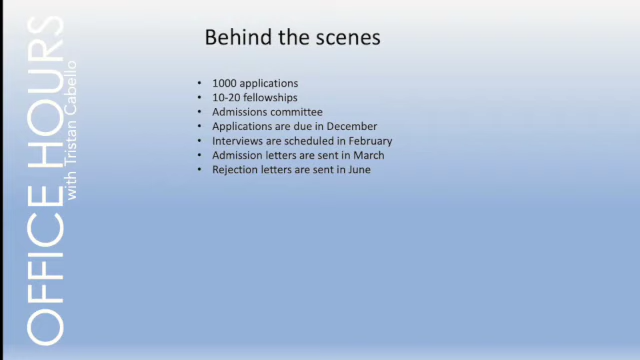 OFFICE HOURS
with Tristan Cabello
Behind the scenes
• 1000 applications
• 10-20 fellowships
• Admissions committee
• Applications are due in December
• Interviews are scheduled in February
• Admission letters are sent in March
• Rejection letters are sent in June